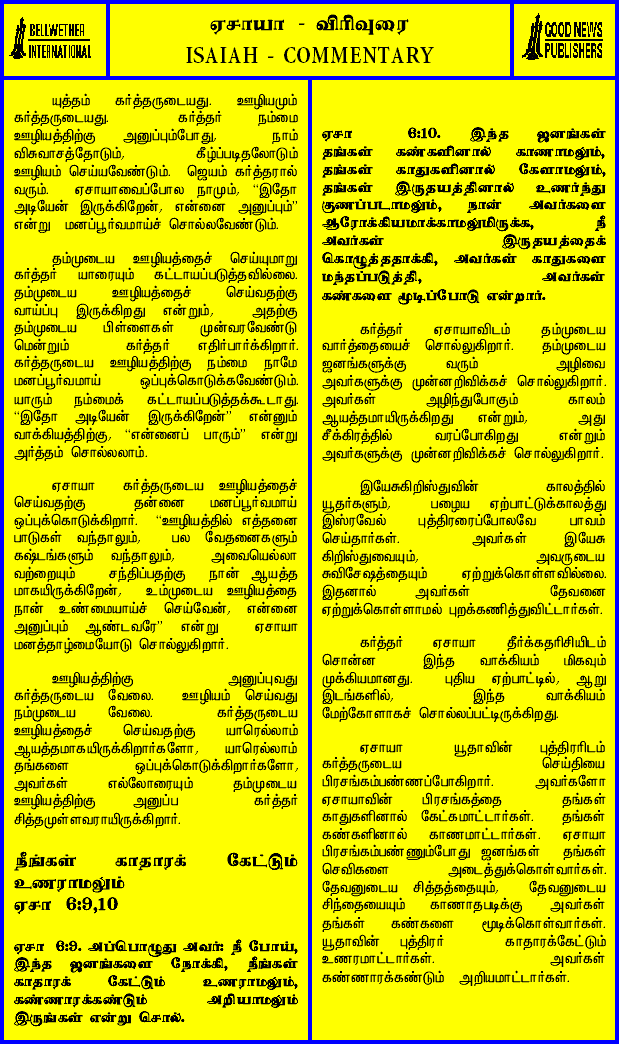 BELLWETHER
INTERNATIONAL
ஏசாயா - விரிவுரை
ISAIAH - COMMENTARY
GOOD NEWS
PUBLISHERS
யுத்தம் கர்த்தருடையது. ஊழியமும்
கர்த்தருடையது. கர்த்தர் நம்மை
ஊழியத்திற்கு அனுப்பும்போது, நாம்
விசுவாசத்தோடும், கீழ்ப்படிதலோடும்
ஊழியம் செய்யவேண்டும். ஜெயம் கர்த்தரால்
வரும். ஏசாயாவைப்போல நாமும், “இதோ
அடியேன் இருக்கிறேன், என்னை அனுப்பும்”
என்று மனப்பூர்வமாய்ச் சொல்லவேண்டும்.
தம்முடைய ஊழியத்தைச் செய்யுமாறு
கர்த்தர் யாரையும் கட்டாயப்படுத்தவில்லை.
தம்முடைய ஊழியத்தைச் செய்வதற்கு
வாய்ப்பு இருக்கிறது என்றும், அதற்கு
தம்முடைய பிள்ளைகள் முன்வரவேண்டு
மென்றும் கர்த்தர் எதிர்பார்க்கிறார்.
கர்த்தருடைய ஊழியத்திற்கு நம்மை நாமே
மனப்பூர்வமாய் ஒப்புக்கொடுக்கவேண்டும்.
யாரும் நம்மைக் கட்டாயப்படுத்தக்கூடாது.
“இதோ அடியேன் இருக்கிறேன்” என்னும்
வாக்கியத்திற்கு, “என்னைப் பாரும்” என்று
அர்த்தம் சொல்லலாம்.
ஏசாயா கர்த்தருடைய ஊழியத்தைச்
செய்வதற்கு தன்னை மனப்பூர்வமாய்
ஒப்புக்கொடுக்கிறார். “ஊழியத்தில் எத்தனை
பாடுகள் வந்தாலும், பல வேதனைகளும்
கஷ்டங்களும் வந்தாலும், அவையெல்லா
வற்றையும் சந்திப்பதற்கு நான் ஆயத்த
மாகயிருக்கிறேன், உம்முடைய ஊழியத்தை
நான் உண்மையாய்ச் செய்வேன், என்னை
அனுப்பும் ஆண்டவரே” என்று ஏசாயா
மனத்தாழ்மையோடு சொல்லுகிறார்.
ஊழியத்திற்கு அனுப்புவது
கர்த்தருடைய வேலை. ஊழியம் செய்வது
நம்முடைய வேலை. கர்த்தருடைய
ஊழியத்தைச் செய்வதற்கு யாரெல்லாம்
ஆயத்தமாகயிருக்கிறார்களோ, யாரெல்லாம்
தங்களை ஒப்புக்கொடுக்கிறார்களோ,
அவர்கள் எல்லோரையும் தம்முடைய
ஊழியத்திற்கு அனுப்ப கர்த்தர்
சித்தமுள்ளவராயிருக்கிறார்.
நீங்கள் காதாரக் கேட்டும்
உணராமலும்
ஏசா 6:9,10
ஏசா 6:9. அப்பொழுது அவர்: நீ போய்,
இந்த ஜனங்களை நோக்கி, நீங்கள்
காதாரக் கேட்டும் உணராமலும்,
கண்ணாரக்கண்டும் அறியாமலும்
இருங்கள் என்று சொல்.
ஏசா 6:10. இந்த ஜனங்கள்
தங்கள் கண்களினால் காணாமலும்,
தங்கள் காதுகளினால் கேளாமலும்,
தங்கள் இருதயத்தினால் உணர்ந்து
குணப்படாமலும், நான் அவர்களை
ஆரோக்கியமாக்காமலுமிருக்க, நீ
அவர்கள் இருதயத்தைக்
கொழுத்ததாக்கி, அவர்கள் காதுகளை
மந்தப்படுத்தி, அவர்கள்
கண்களை மூடிப்போடு என்றார்.
கர்த்தர் ஏசாயாவிடம் தம்முடைய
வார்த்தையைச் சொல்லுகிறார். தம்முடைய
ஜனங்களுக்கு வரும் அழிவை
அவர்களுக்கு முன்னறிவிக்கச் சொல்லுகிறார்.
அவர்கள் அழிந்துபோகும் காலம்
ஆயத்தமாயிருக்கிறது என்றும், அது
சீக்கிரத்தில் வரப்போகிறது என்றும்
அவர்களுக்கு முன்னறிவிக்கச் சொல்லுகிறார்.
இயேசுகிறிஸ்துவின் காலத்தில்
யூதர்களும், பழைய ஏற்பாட்டுக்காலத்து
இஸ்ரவேல் புத்திரரைப்போலவே பாவம்
செய்தார்கள். அவர்கள் இயேசு
கிறிஸ்துவையும், அவருடைய
சுவிசேஷத்தையும் ஏற்றுக்கொள்ளவில்லை.
இதனால் அவர்கள் தேவனை
ஏற்றுக்கொள்ளாமல் புறக்கணித்துவிட்டார்கள்.
கர்த்தர் ஏசாயா தீர்க்கதரிசியிடம்
சொன்ன இந்த வாக்கியம் மிகவும்
முக்கியமானது. புதிய ஏற்பாட்டில், ஆறு
இடங்களில், இந்த வாக்கியம்
மேற்கோளாகச் சொல்லப்பட்டிருக்கிறது.
ஏசாயா யூதாவின் புத்திரரிடம்
கர்த்தருடைய செய்தியை
பிரசங்கம்பண்ணப்போகிறார். அவர்களோ
ஏசாயாவின் பிரசங்கத்தை தங்கள்
காதுகளினால் கேட்கமாட்டார்கள். தங்கள்
கண்களினால் காணமாட்டார்கள். ஏசாயா
பிரசங்கம்பண்ணும்போது ஜனங்கள் தங்கள்
செவிகளை அடைத்துக்கொள்வார்கள்.
தேவனுடைய சித்தத்தையும், தேவனுடைய
சிந்தையையும் காணாதபடிக்கு அவர்கள்
தங்கள் கண்களை மூடிக்கொள்வார்கள்.
யூதாவின் புத்திரர் காதாரக்கேட்டும்
உணரமாட்டார்கள். அவர்கள்
கண்ணாரக்கண்டும் அறியமாட்டார்கள்.